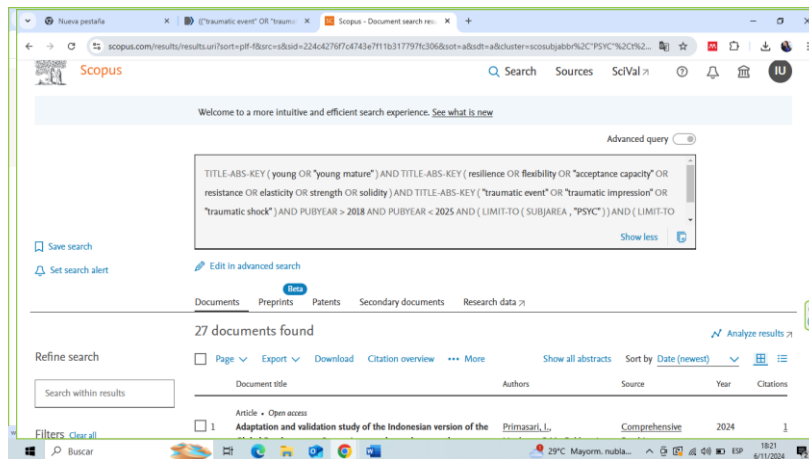 Nueva pestaña
(("traumatic event" OR "trauma
Scopus - Document search res
scopus.com/results/results.uri?sort=plf-f&src=s&sid=224c4276f7c4743e7f11b317797fc306&sot=a&sdt=a&cluster=scosubjabbr%2C"PSYC"%2Ct%2...
Scopus
Search Sources SciVal
IU
Welcome to a more intuitive and efficient search experience. See what is new
Advanced query
TITLE-ABS-KEY ( young OR "young mature" ) AND TITLE-ABS-KEY ( resilience OR flexibility OR "acceptance capacity" OR
resistance OR elasticity OR strength OR solidity ) AND TITLE-ABS-KEY ( "traumatic event" OR "traumatic impression" OR
"traumatic shock" ) AND PUBYEAR > 2018 AND PUBYEAR < 2025 AND ( LIMIT-TO ( SUBJAREA , "PSYC" ) ) AND ( LIMIT-TO
Show less
Save search
Set search alert
Edit in advanced search
Beta
Documents Preprints Patents Secondary documents Research data
27 documents found
Analyze results
Refine search
Page Export Download Citation overview ••• More Show all abstracts Sort by Date (newest)
Search within results
Document title Authors Source Year Citations
Article • Open access
1 Adaptation and validation study of the Indonesian version of the Primasari, I., Comprehensive 2024 1
Filters Clear all
Buscar
29°C Mayorm. nubla... ESP
18:21
6/11/2024